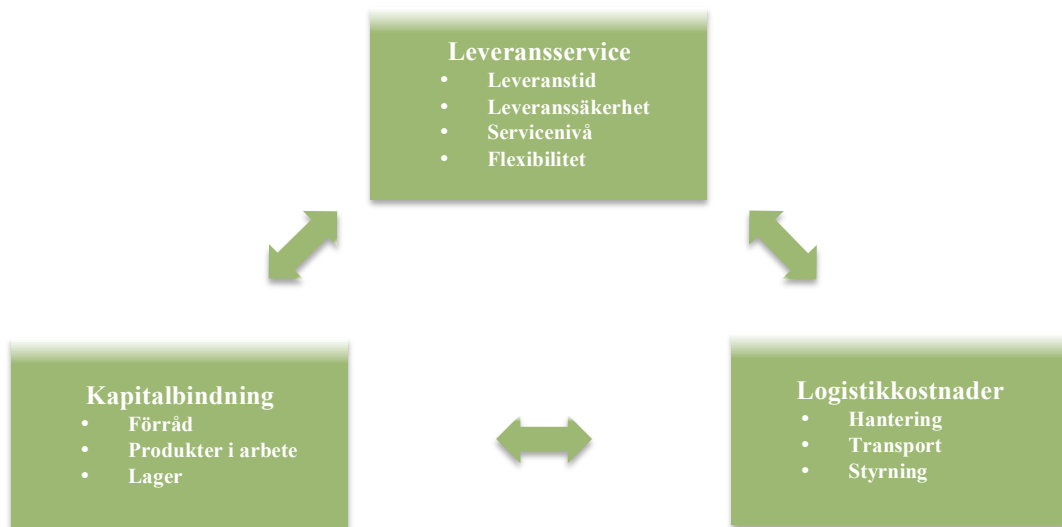 Leveransservice
• Leveranstid
• Leveranssäkerhet
• Servicenivå
• Flexibilitet
Kapitalbindning
• Förråd
• Produkter i arbete
• Lager
Logistikkostnader
• Hantering
• Transport
• Styrning